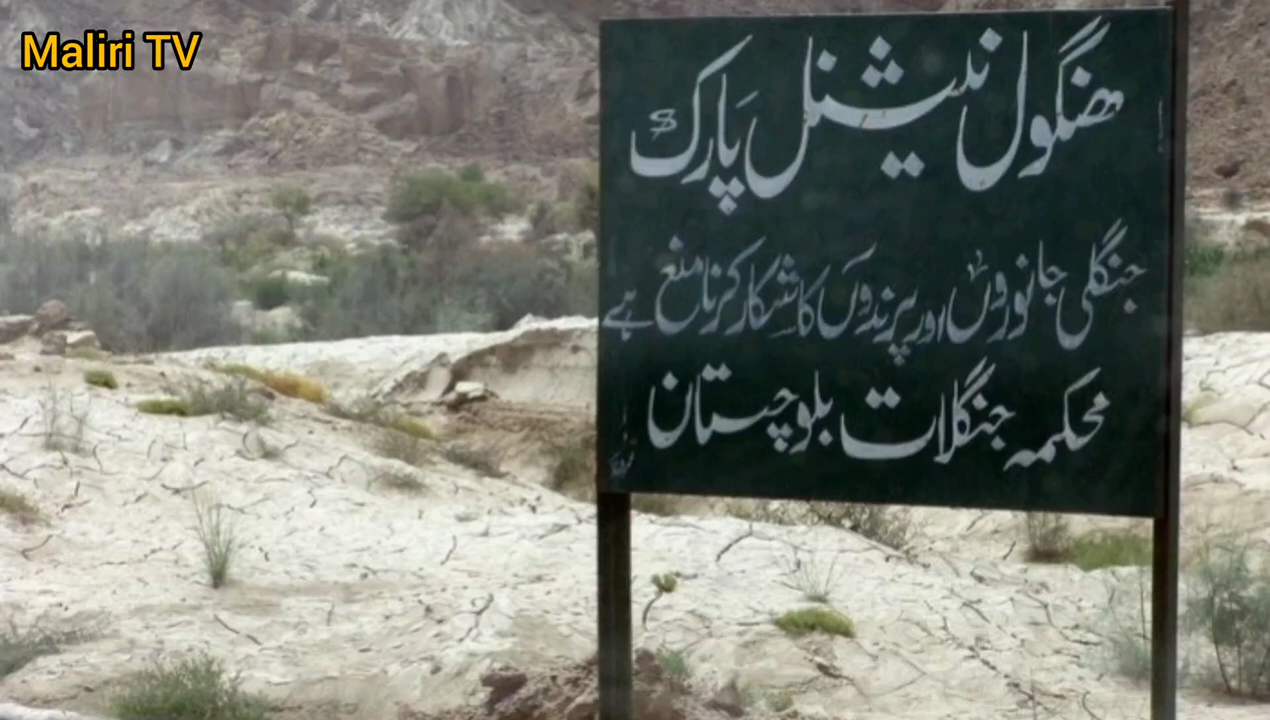 Maliri TV
ھنگول نیشنل پارک
جنگلی جانوروں اور پرندوں کا شکار کرنا منع ہے
محکمہ جنگلات بلوچستان